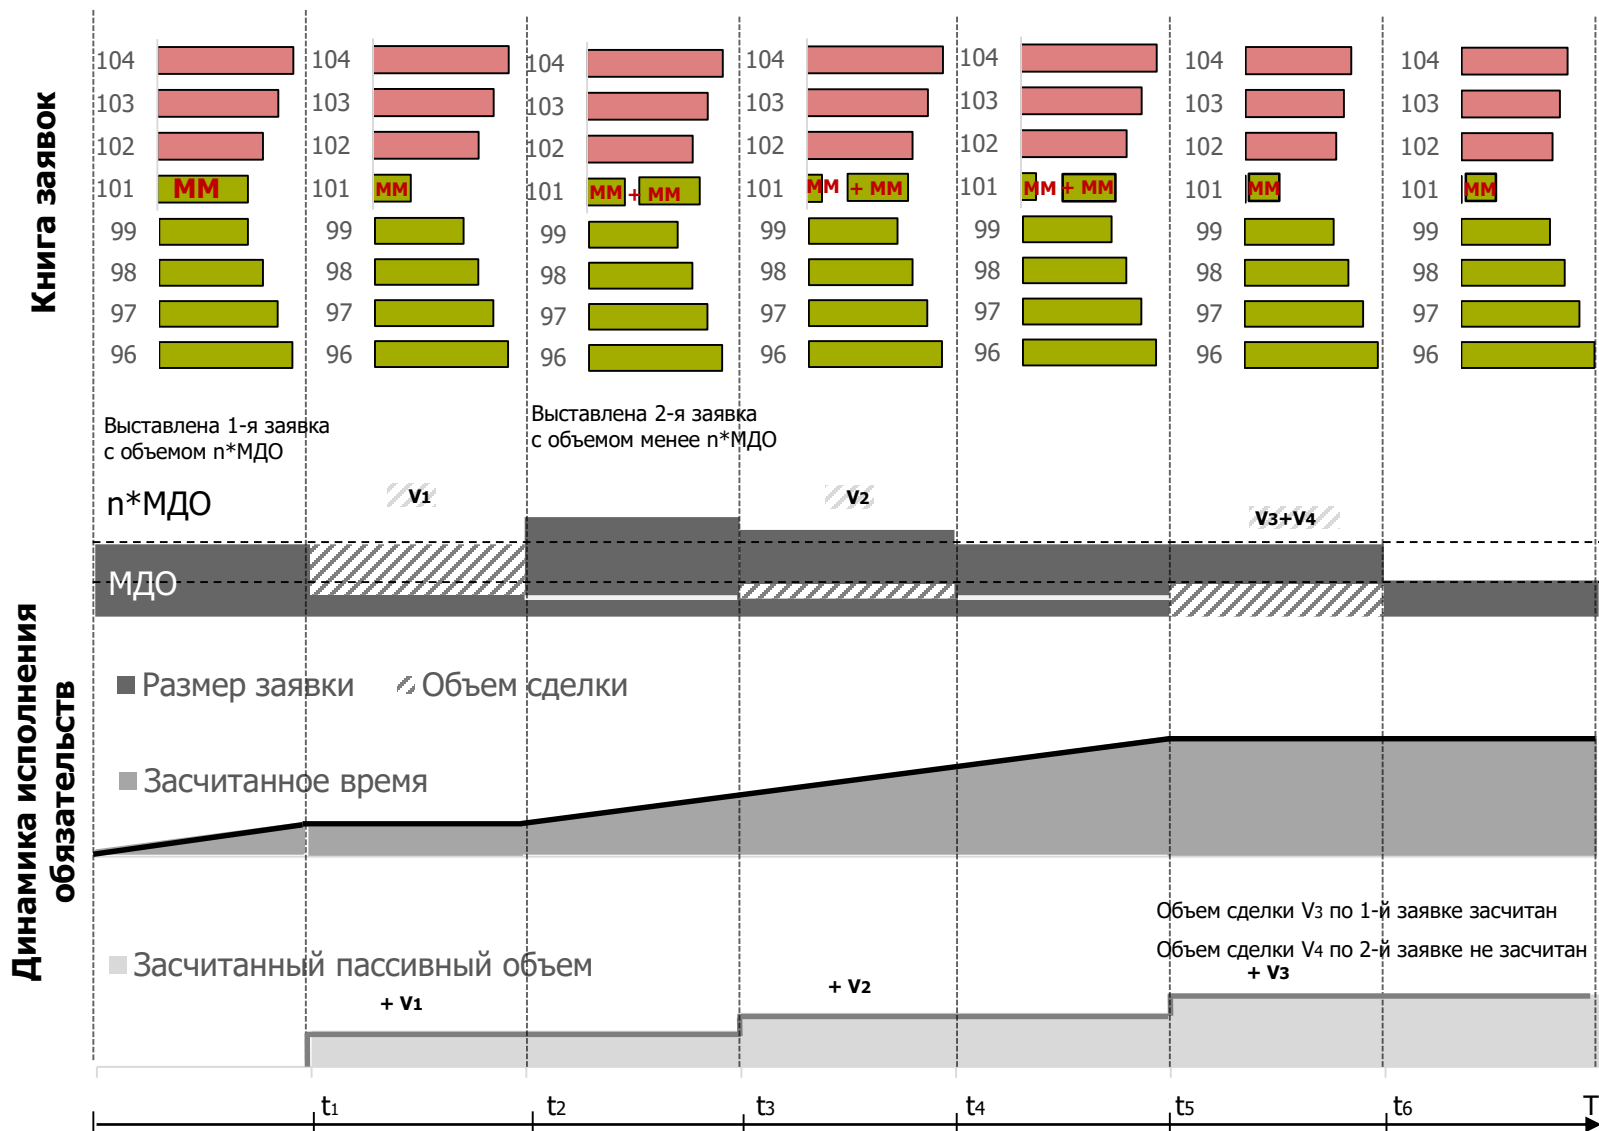 Книга заявок
104 104 104 104 104 104 104
103 103 103 103 103 103 103
102 102 102 102 102 102 102
101 ММ 101 ММ 101 ММ + ММ 101 ММ + ММ 101 ММ + ММ 101 ММ 101 ММ
99 99 99 99 99 99 99
98 98 98 98 98 98 98
97 97 97 97 97 97 97
96 96 96 96 96 96 96
Выставлена 1-я заявка
с объемом n*МДО
Выставлена 2-я заявка
с объемом менее n*МДО
n*МДО
V1
V2
V3+V4
МДО
Динамика исполнения
обязательств
Размер заявки Объем сделки
Засчитанное время
Объем сделки V3 по 1-й заявке засчитан
Объем сделки V4 по 2-й заявке не засчитан
Засчитанный пассивный объем
+ V1
+ V2
+ V3
t1 t2 t3 t4 t5 t6 T